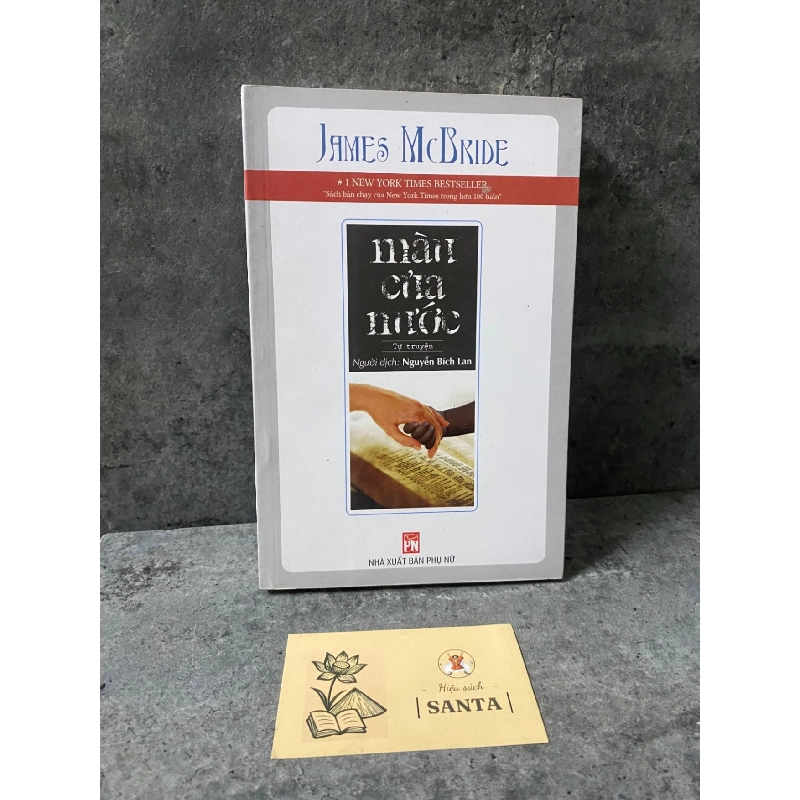 JAMES MCBRIDE
# 1 NEW YORK TIMES BESTSELLER
"Sách bán chạy của New York Times trong hơn 100 tuần"
màu
của
nước
Tự truyện
Người dịch: Nguyễn Bích Lan
PN
NHÀ XUẤT BẢN PHỤ NỮ
Hiệu sách
SANTA